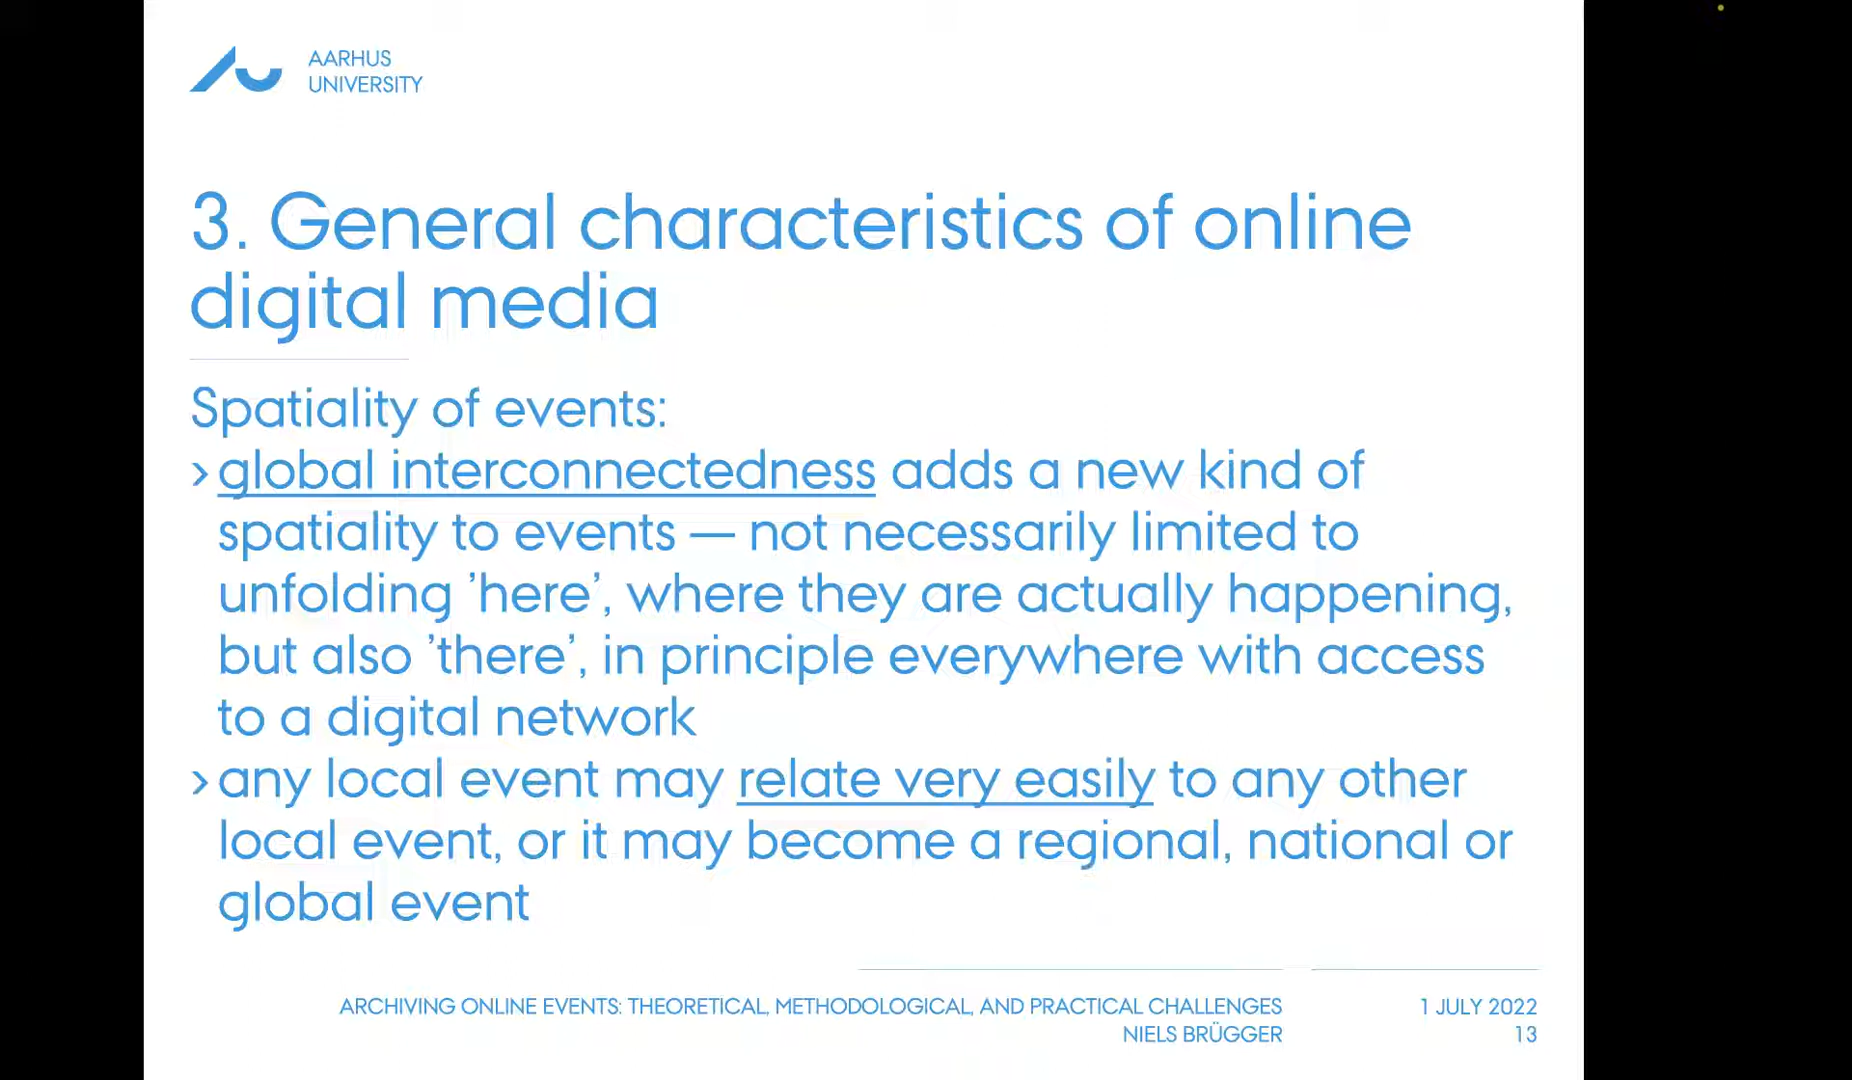 AARHUS
UNIVERSITY
3. General characteristics of online
digital media
Spatiality of events:
› global interconnectedness adds a new kind of
spatiality to events — not necessarily limited to
unfolding ’here’, where they are actually happening,
but also ’there’, in principle everywhere with access
to a digital network
› any local event may relate very easily to any other
local event, or it may become a regional, national or
global event
ARCHIVING ONLINE EVENTS: THEORETICAL, METHODOLOGICAL, AND PRACTICAL CHALLENGES
NIELS BRÜGGER
1 JULY 2022
13